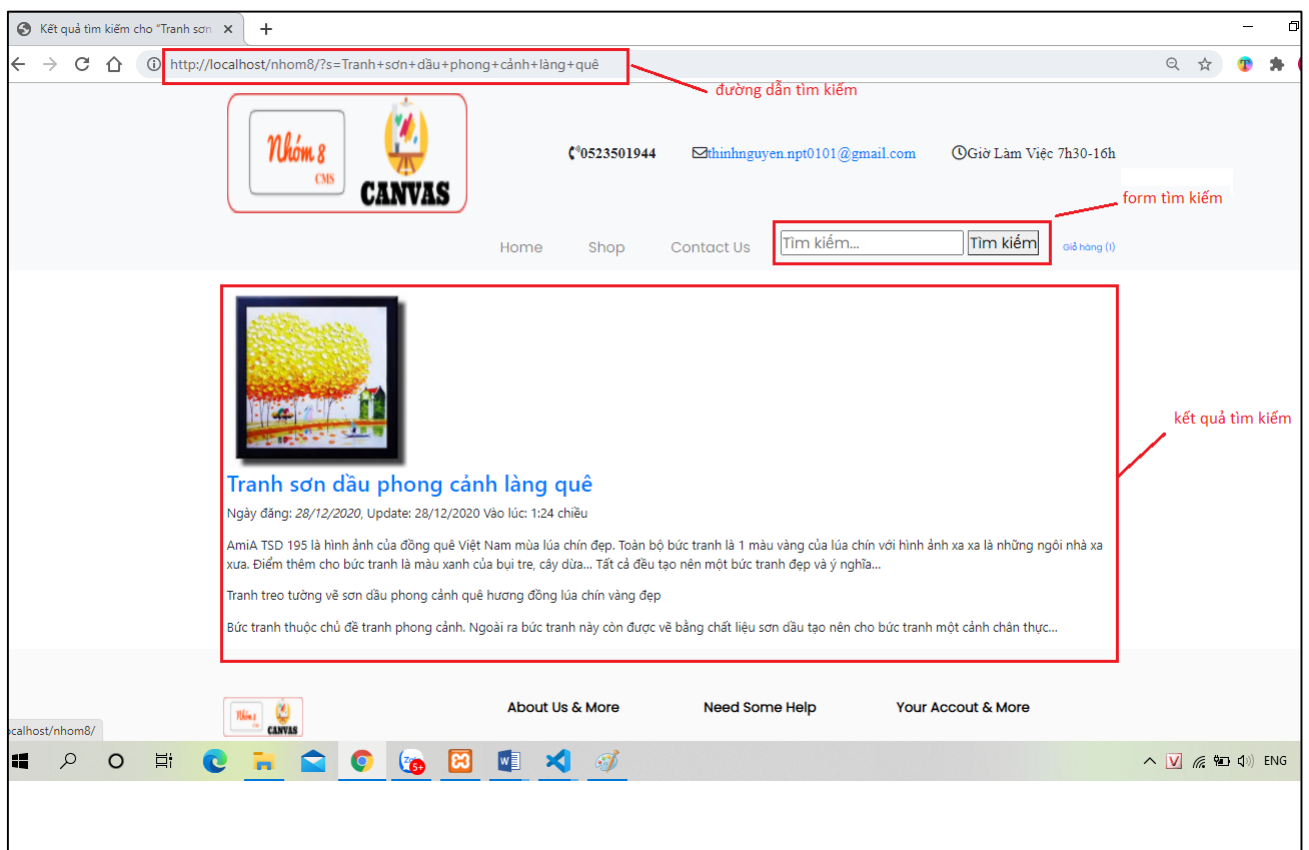 Kết quả tìm kiếm cho "Tranh sơn
http://localhost/nhom8/?s=Tranh+sơn+dầu+phong+cảnh+làng+quê
đường dẫn tìm kiếm
Nhóm 8
CMS
CANVAS
0523501944 thinhnguyen.npt0101@gmail.com Giờ Làm Việc 7h30-16h
form tìm kiếm
Home Shop Contact Us Tìm kiếm... Tìm kiếm Giỏ hàng (1)
kết quả tìm kiếm
Tranh sơn dầu phong cảnh làng quê
Ngày đăng: 28/12/2020, Update: 28/12/2020 Vào lúc: 1:24 chiều
AmiA TSD 195 là hình ảnh của đồng quê Việt Nam mùa lúa chín đẹp. Toàn bộ bức tranh là 1 màu vàng của lúa chín với hình ảnh xa xa là những ngôi nhà xa
xưa. Điểm thêm cho bức tranh là màu xanh của bụi tre, cây dừa... Tất cả đều tạo nên một bức tranh đẹp và ý nghĩa...
Tranh treo tường vẽ sơn dầu phong cảnh quê hương đồng lúa chín vàng đẹp
Bức tranh thuộc chủ đề tranh phong cảnh. Ngoài ra bức tranh này còn được vẽ bằng chất liệu sơn dầu tạo nên cho bức tranh một cảnh chân thực...
Nhóm 8
CANVAS
About Us & More Need Some Help Your Accout & More
ocalhost/nhom8/
Zalo
5+
V ENG